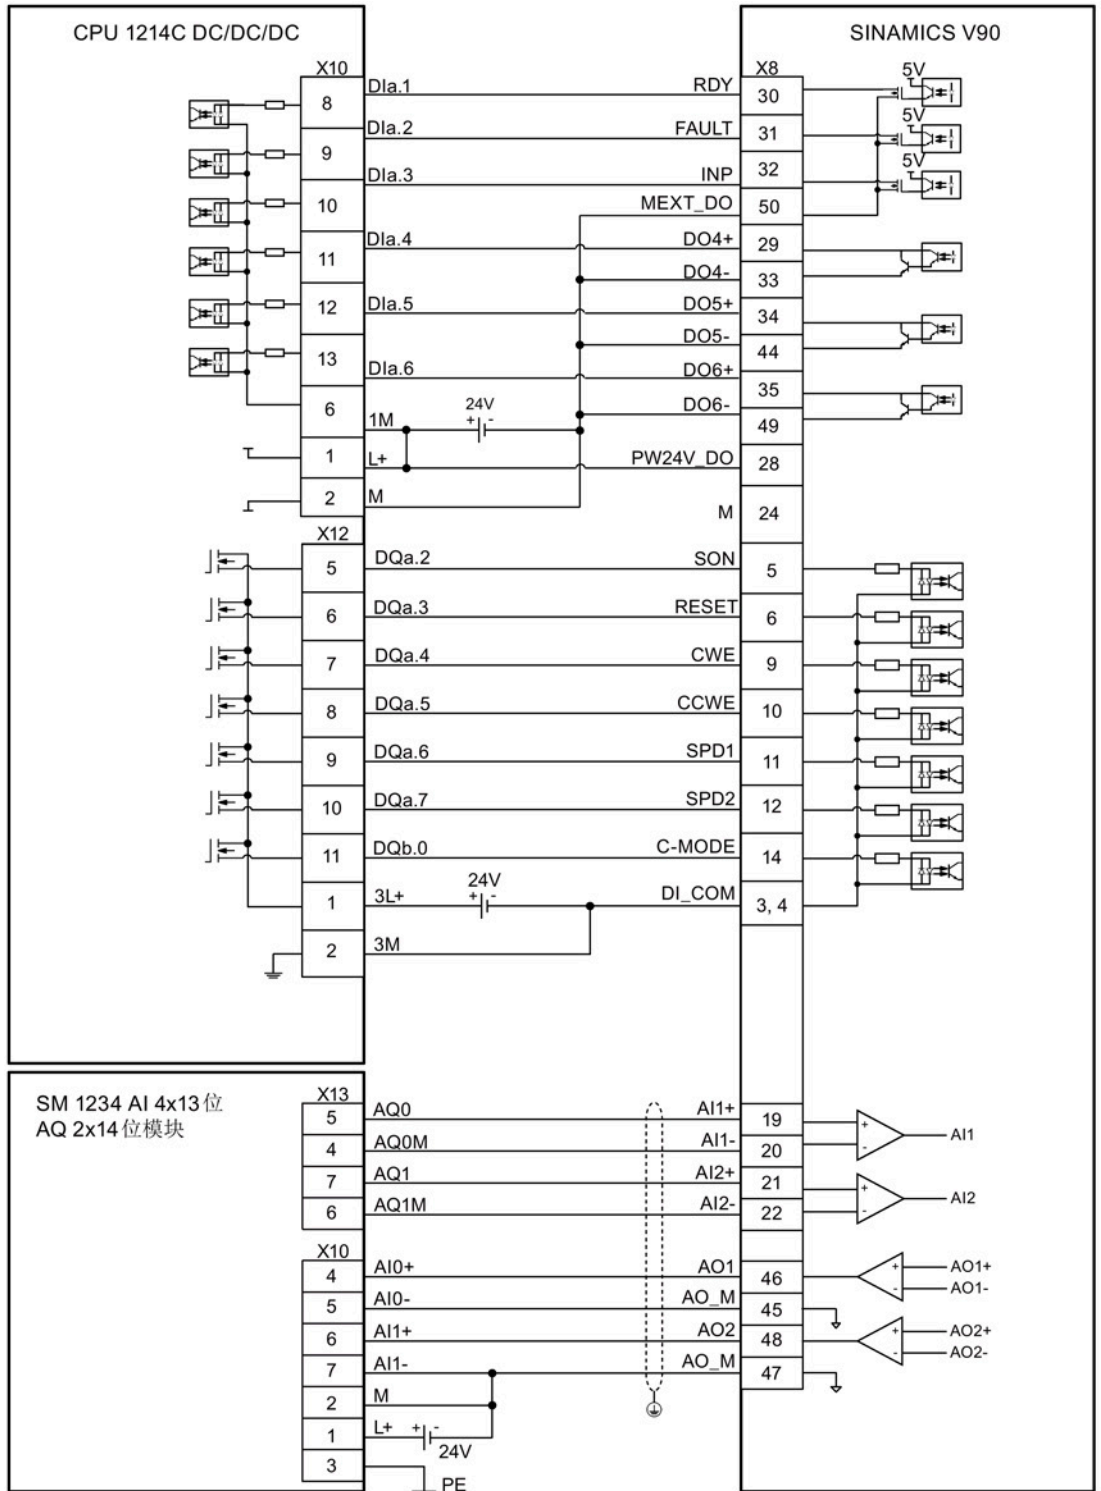 CPU 1214C DC/DC/DC
SINAMICS V90
X10
X8
8 DIa.1 RDY 30 5V
9 DIa.2 FAULT 31 5V
10 DIa.3 INP 32 5V
MEXT_DO 50
11 DIa.4 DO4+ 29
DO4- 33
12 DIa.5 DO5+ 34
DO5- 44
13 DIa.6 DO6+ 35
6 1M 24V + - DO6- 49
1 L+ PW24V_DO 28
2 M M 24
X12
5 DQa.2 SON 5
6 DQa.3 RESET 6
7 DQa.4 CWE 9
8 DQa.5 CCWE 10
9 DQa.6 SPD1 11
10 DQa.7 SPD2 12
11 DQb.0 C-MODE 14
1 3L+ 24V + - DI_COM 3, 4
2 3M
SM 1234 AI 4x13位
AQ 2x14位模块
X13
5 AQ0 AI1+ 19 + AI1
4 AQ0M AI1- 20 -
7 AQ1 AI2+ 21 + AI2
6 AQ1M AI2- 22 -
X10
4 AI0+ AO1 46 + AO1+
5 AI0- AO_M 45 - AO1-
6 AI1+ AO2 48 + AO2+
7 AI1- AO_M 47 - AO2-
2 M
1 L+ + - 24V
3 PE